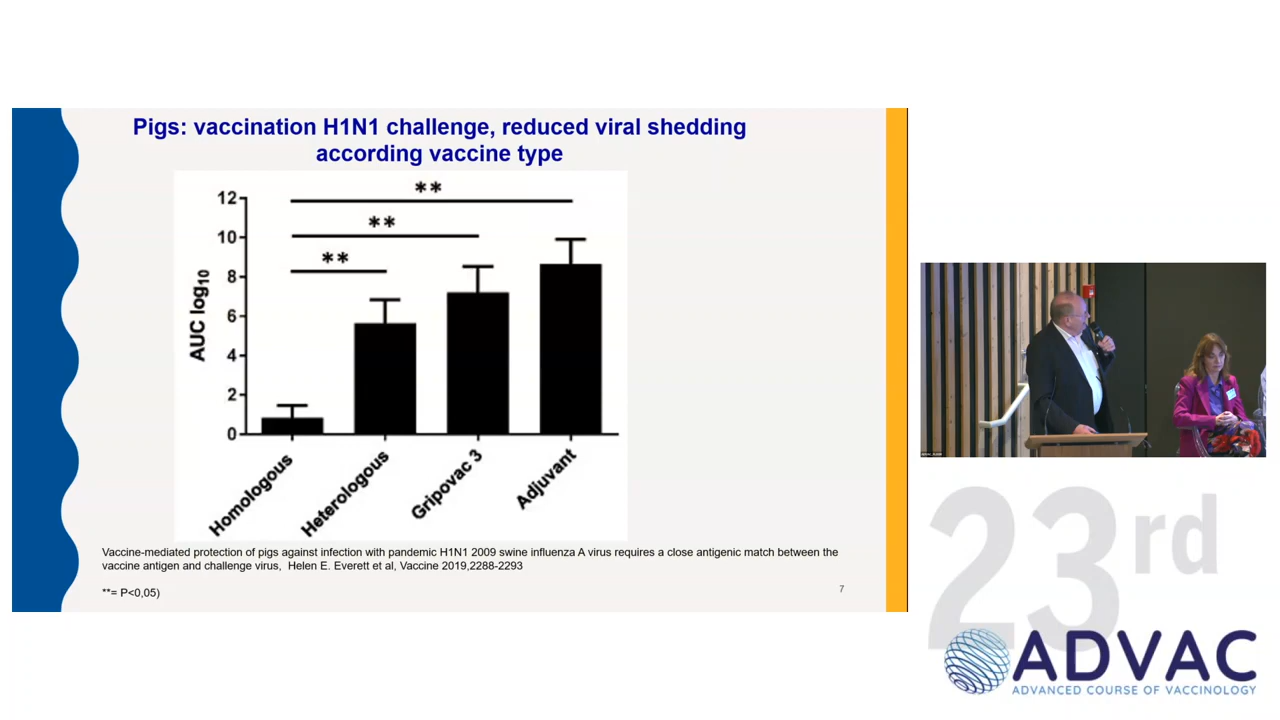 Pigs: vaccination H1N1 challenge, reduced viral shedding
according vaccine type
**
**
**
AUC log10
12
10
8
6
4
2
0
Homologous
Heterologous
Gripovac 3
Adjuvant
Vaccine-mediated protection of pigs against infection with pandemic H1N1 2009 swine influenza A virus requires a close antigenic match between the
vaccine antigen and challenge virus, Helen E. Everett et al, Vaccine 2019,2288-2293
**= P<0,05)
7
23rd
ADVAC
ADVANCED COURSE OF VACCINOLOGY